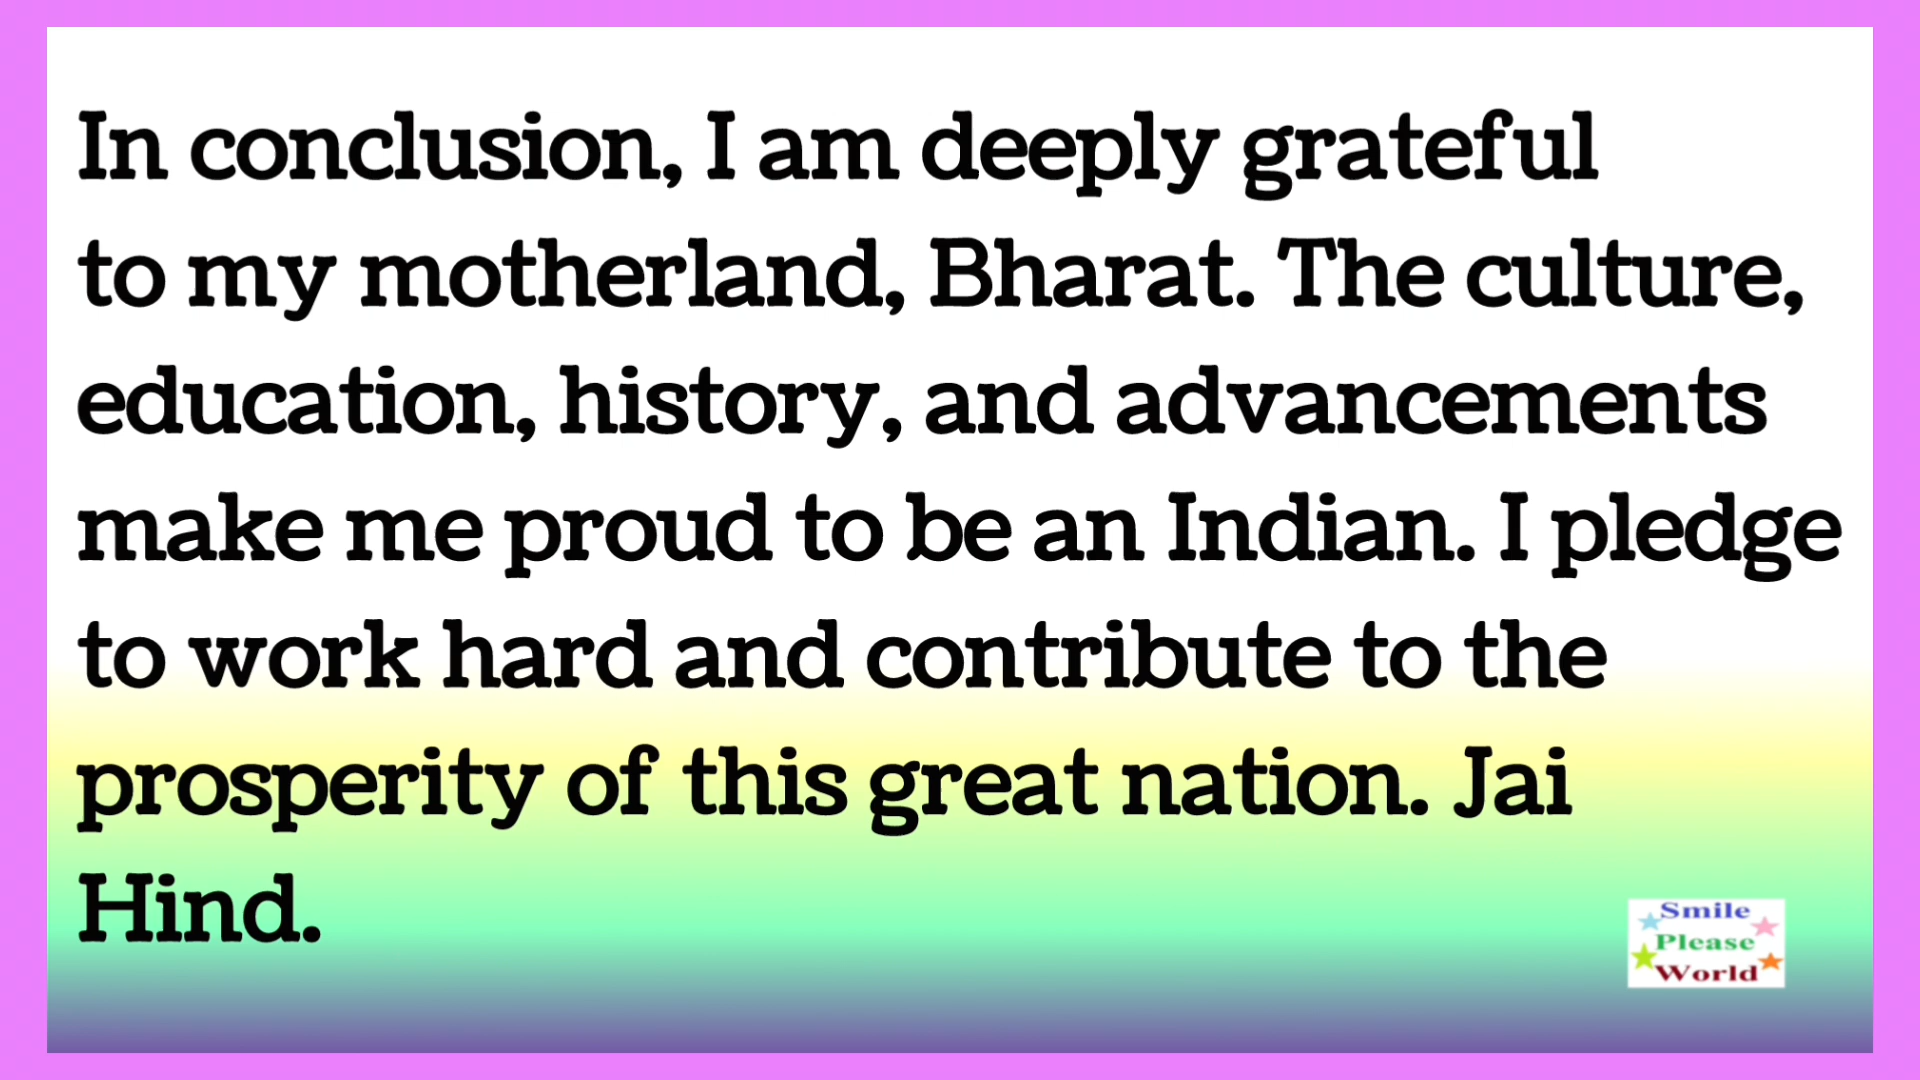 In conclusion, I am deeply grateful
to my motherland, Bharat. The culture,
education, history, and advancements
make me proud to be an Indian. I pledge
to work hard and contribute to the
prosperity of this great nation. Jai
Hind.
Smile
Please
World